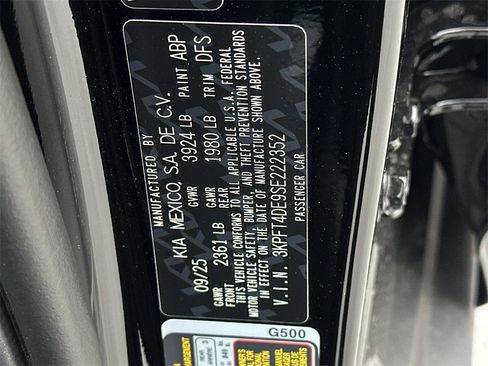 MANUFACTURED BY
KIA MEXICO, S.A. DE C.V.
09/25 GVWR 3924 LB PAINT ABP
GAWR FRONT 2361 LB GAWR REAR 1980 LB TRIM DFS
THIS VEHICLE CONFORMS TO ALL APPLICABLE U.S.A. FEDERAL
MOTOR VEHICLE SAFETY, BUMPER, AND THEFT PREVENTION STANDARDS
IN EFFECT ON THE DATE OF MANUFACTURE SHOWN ABOVE.
V.I.N. 3KPFT4DE9SE222352
PASSENGER CAR
G500